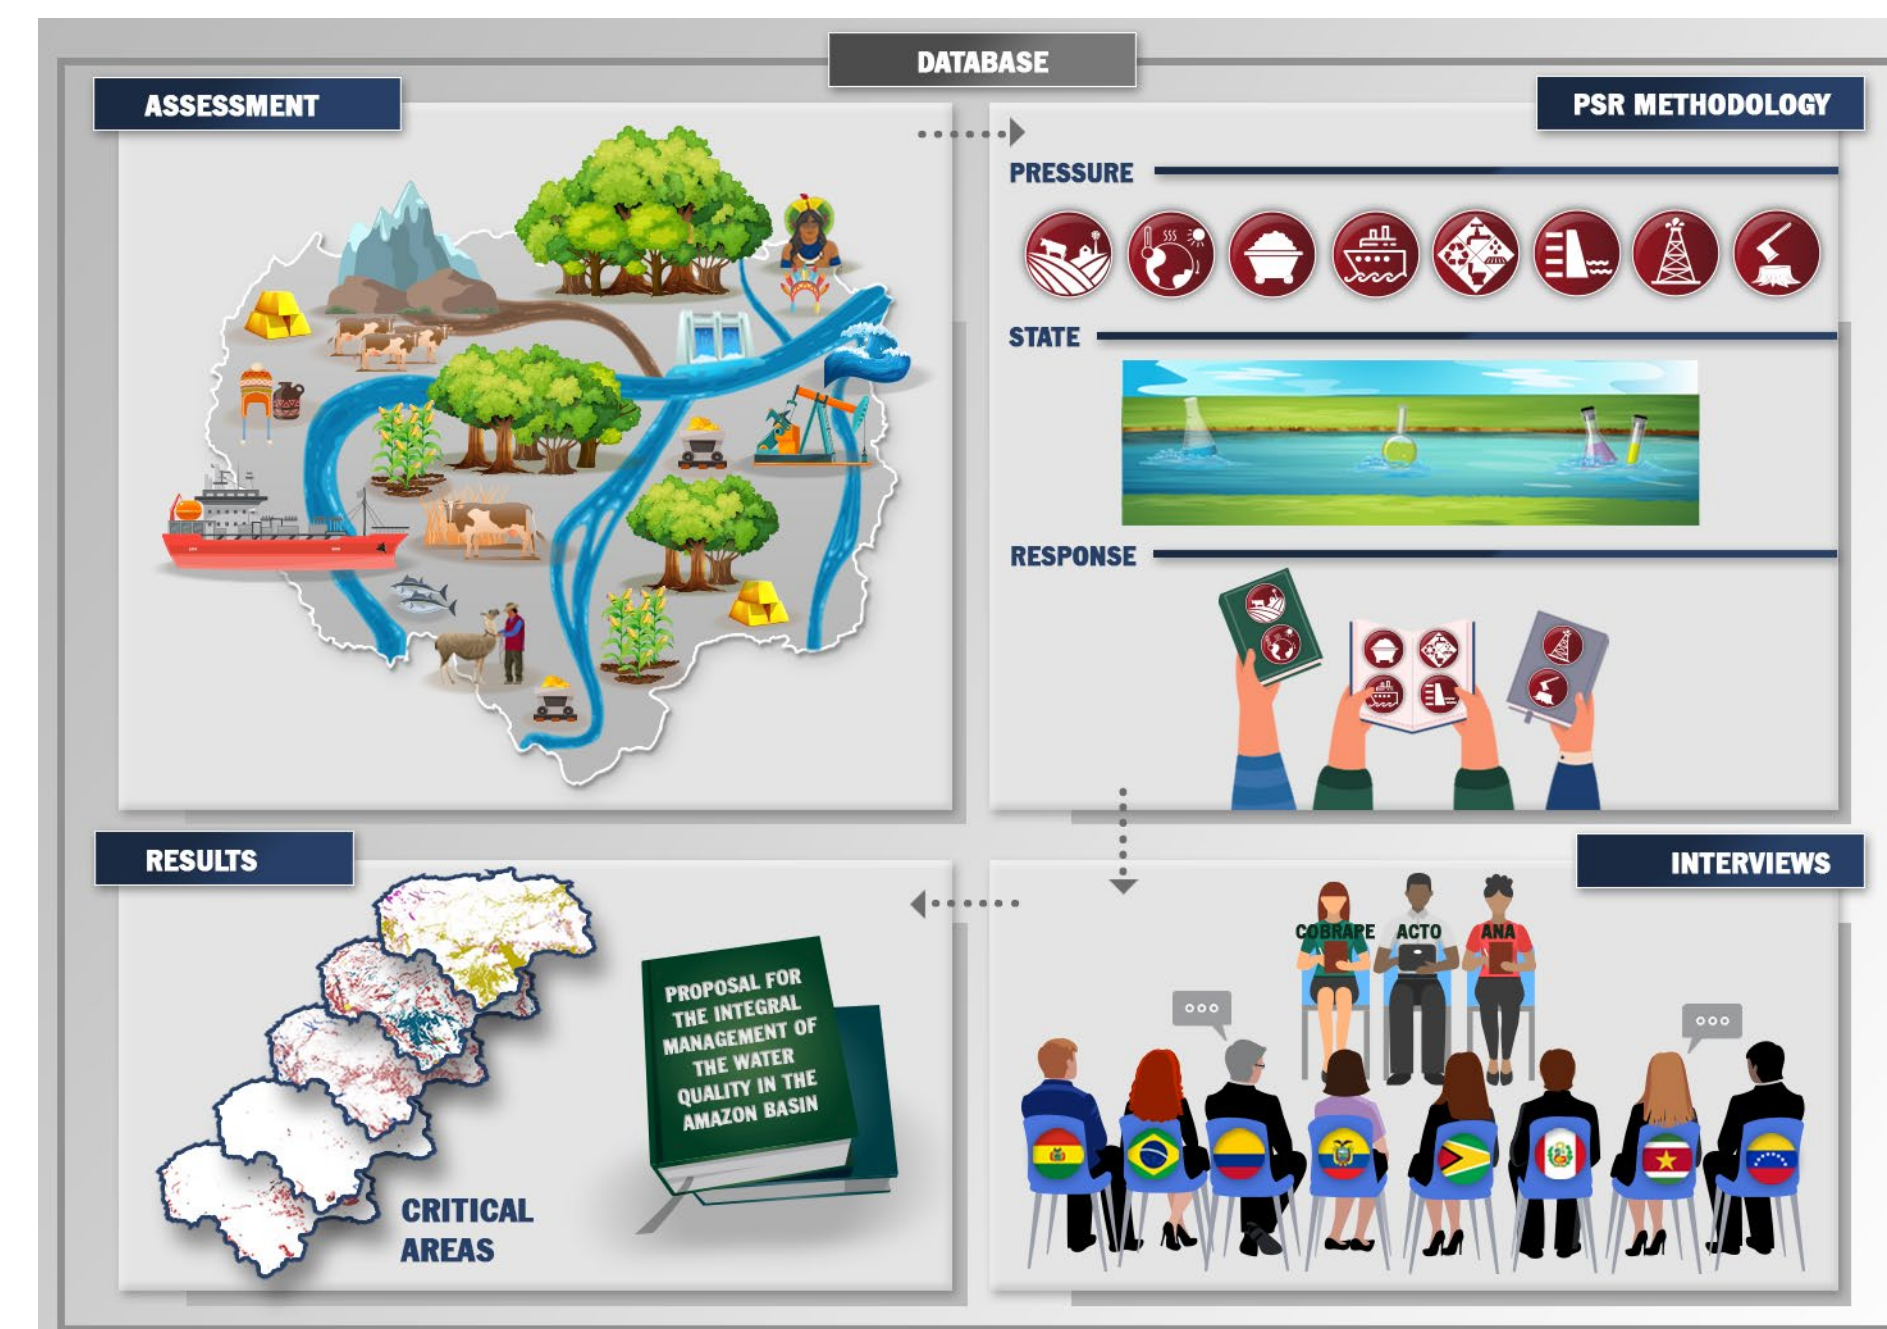 DATABASE
ASSESSMENT
PSR METHODOLOGY
PRESSURE
STATE
RESPONSE
RESULTS
CRITICAL
AREAS
PROPOSAL FOR
THE INTEGRAL
MANAGEMENT OF
THE WATER
QUALITY IN THE
AMAZON BASIN
INTERVIEWS
COBRAPE ACTO ANA